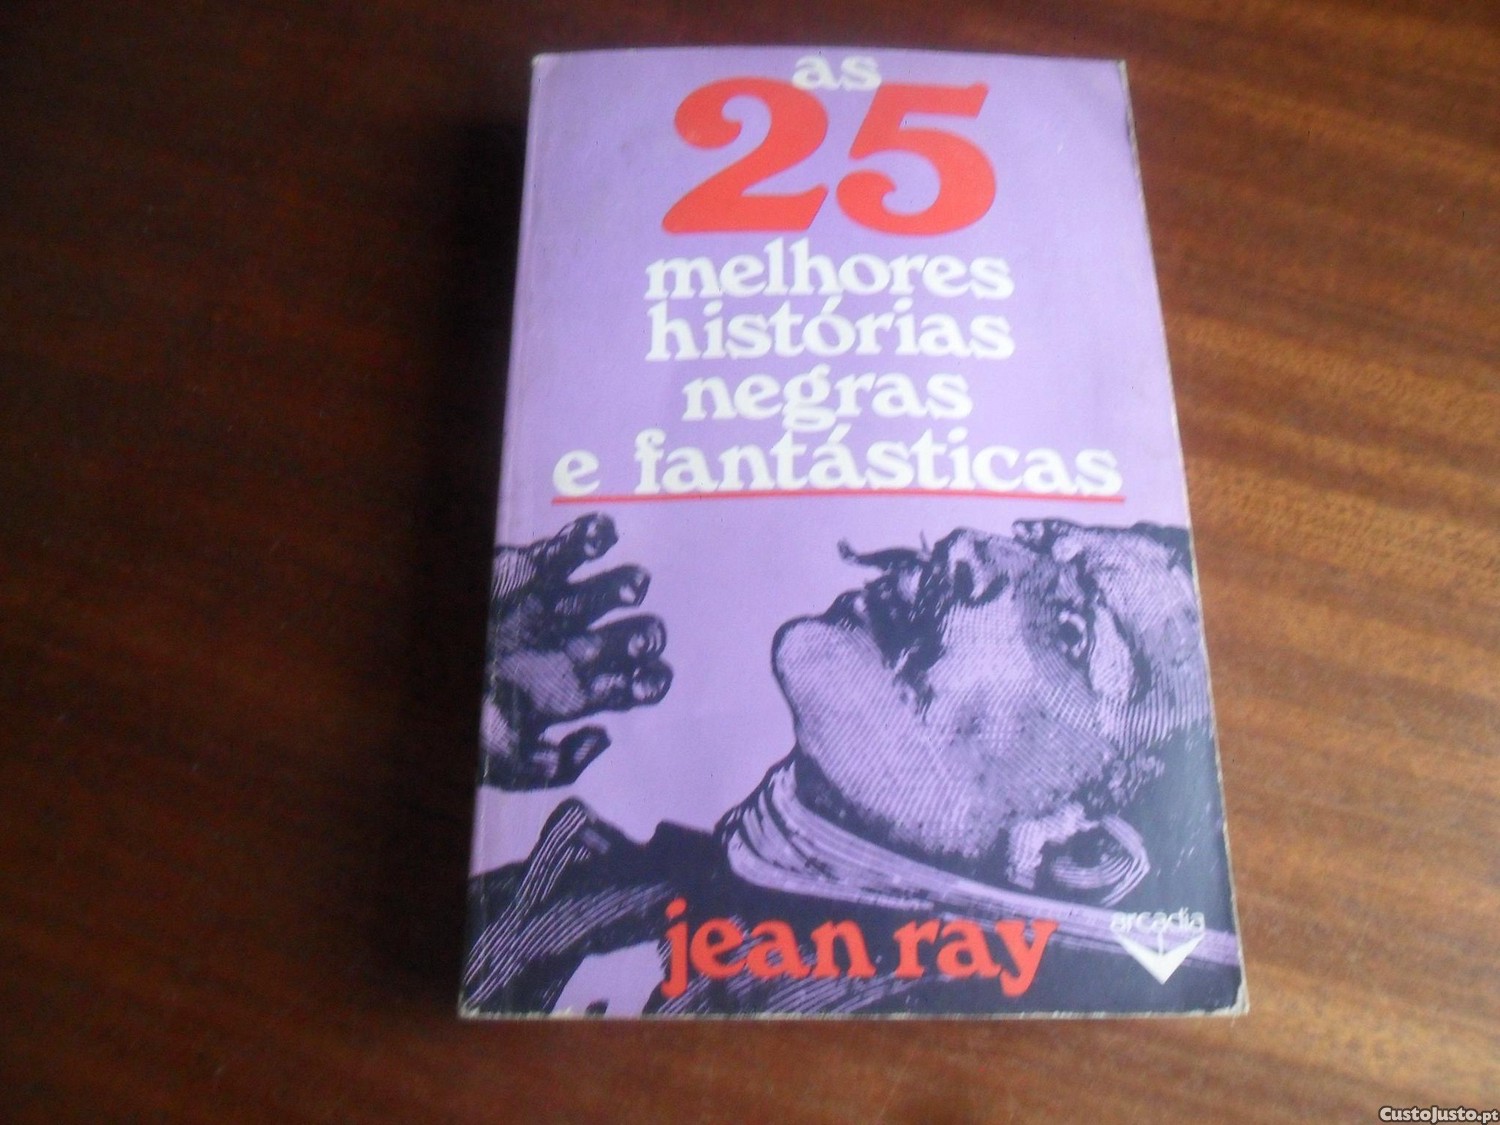 as
25
melhores
histórias
negras
e fantásticas
jean ray
arcadia
CustoJusto.pt